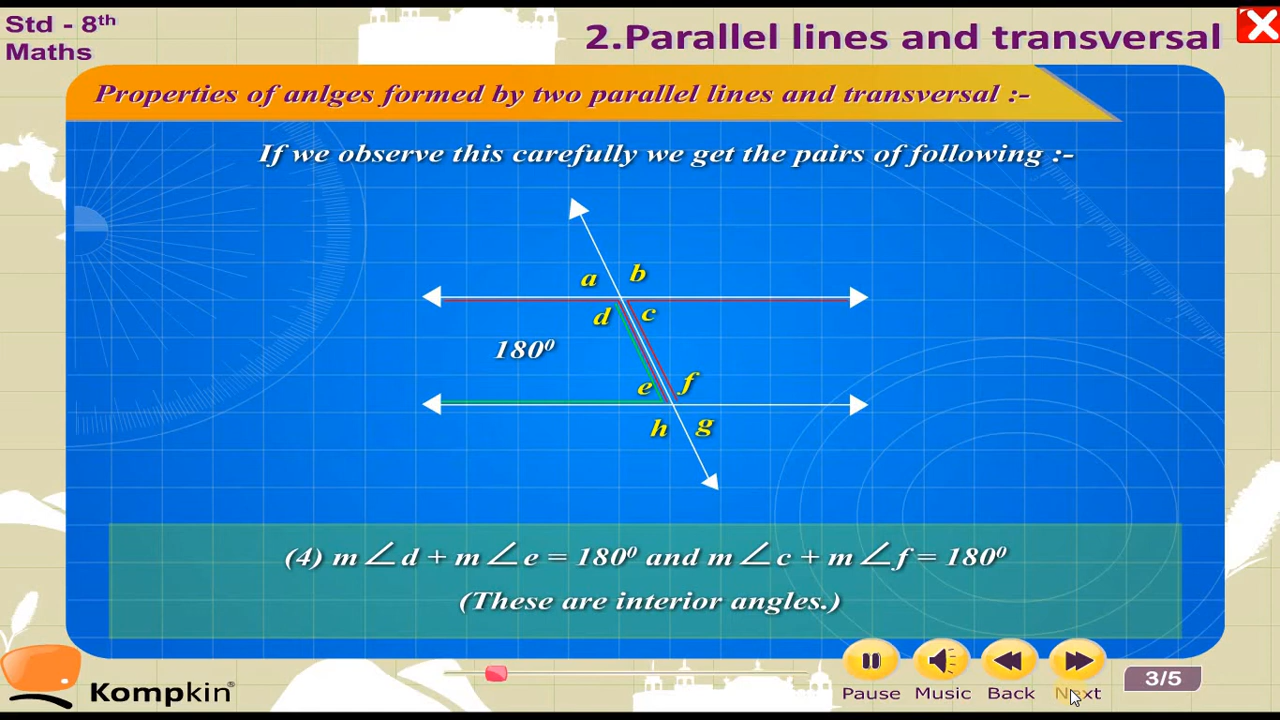 Std - 8th
Maths
2.Parallel lines and transversal
Properties of anlges formed by two parallel lines and transversal :-
If we observe this carefully we get the pairs of following :-
a b
d c
180⁰
e f
h g
(4) m∠d + m∠e = 180⁰ and m∠c + m∠f = 180⁰
(These are interior angles.)
Kompkin®
Pause Music Back Next
3/5